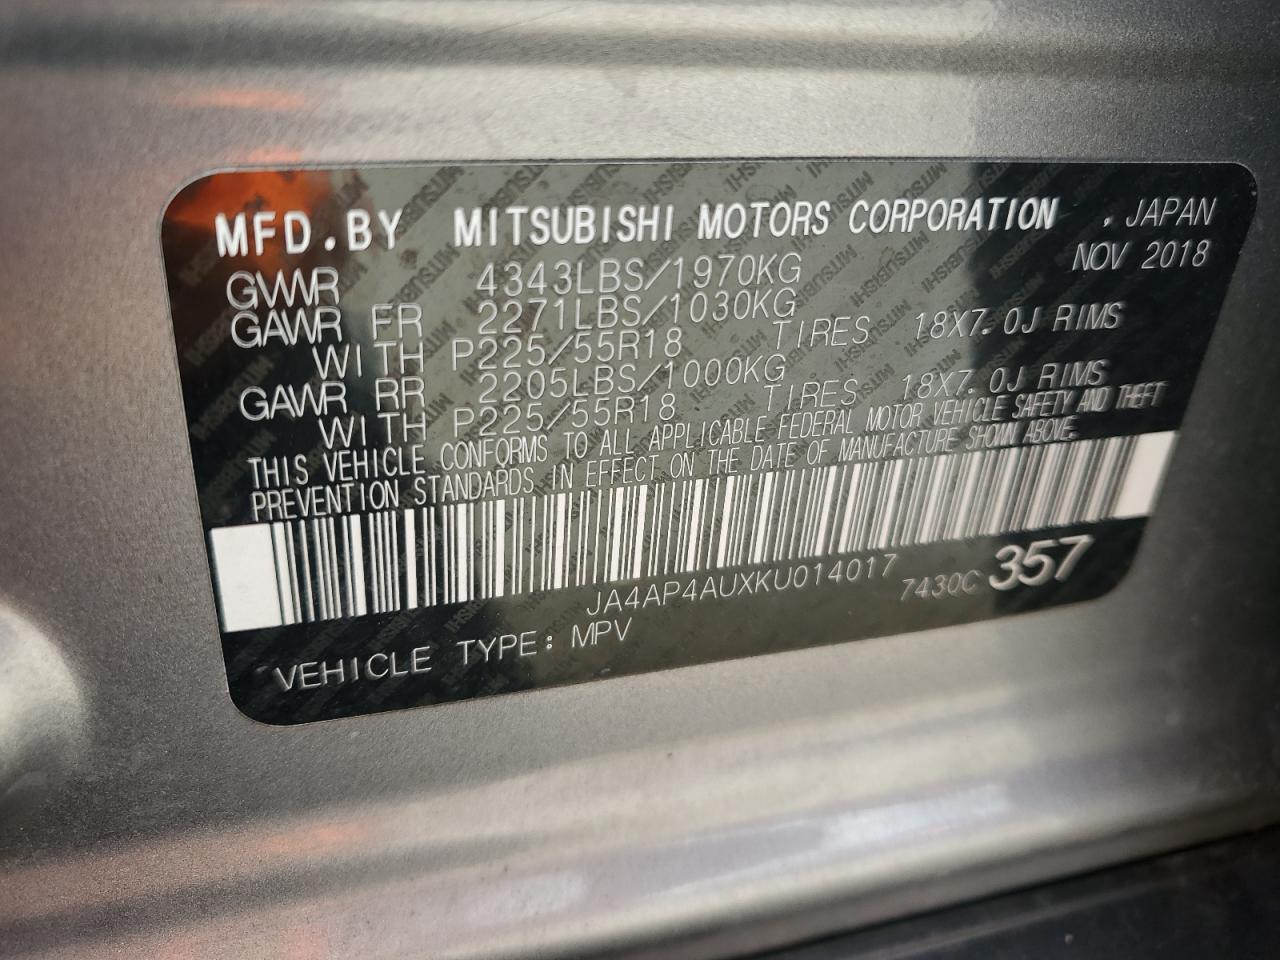 MFD.BY MITSUBISHI MOTORS CORPORATION , JAPAN
NOV 2018
GVWR 4343LBS/1970KG
GAWR FR 2271LBS/1030KG
WITH P225/55R18 TIRES 18X7.0J RIMS
GAWR RR 2205LBS/1000KG
WITH P225/55R18 TIRES 18X7.0J RIMS
THIS VEHICLE CONFORMS TO ALL APPLICABLE FEDERAL MOTOR VEHICLE SAFETY AND THEFT
PREVENTION STANDARDS IN EFFECT ON THE DATE OF MANUFACTURE SHOWN ABOVE.
JA4AP4AUXKU014017 7430C 357
VEHICLE TYPE: MPV